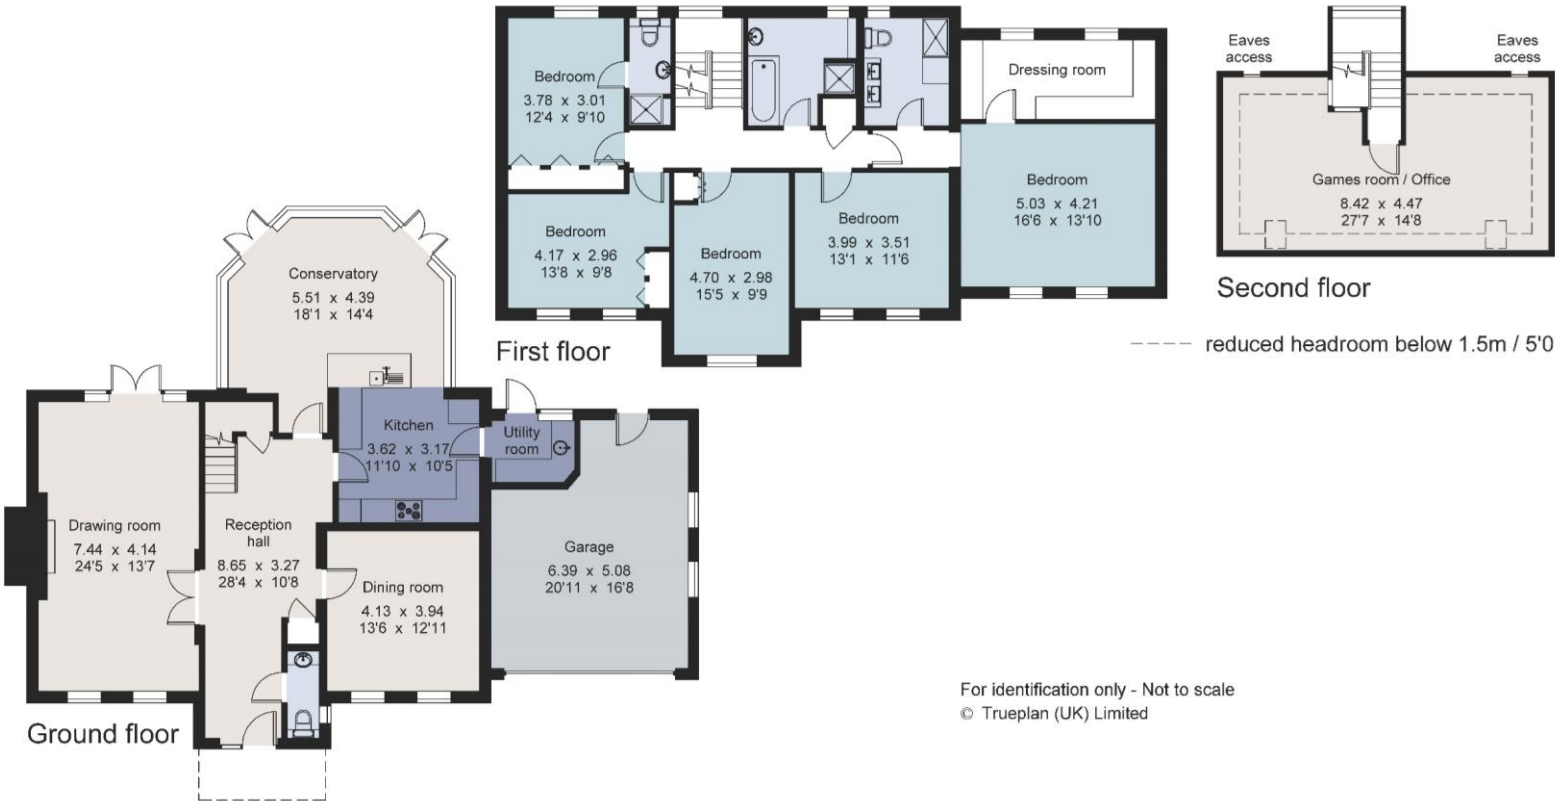 Bedroom
3.78 x 3.01
12'4 x 9'10
Bedroom
4.17 x 2.96
13'8 x 9'8
Bedroom
4.70 x 2.98
15'5 x 9'9
Bedroom
3.99 x 3.51
13'1 x 11'6
Dressing room
Bedroom
5.03 x 4.21
16'6 x 13'10
First floor
Eaves
access
Eaves
access
Games room / Office
8.42 x 4.47
27'7 x 14'8
Second floor
reduced headroom below 1.5m / 5'0
Conservatory
5.51 x 4.39
18'1 x 14'4
Kitchen
3.62 x 3.17
11'10 x 10'5
Utility
room
Drawing room
7.44 x 4.14
24'5 x 13'7
Reception
hall
8.65 x 3.27
28'4 x 10'8
Dining room
4.13 x 3.94
13'6 x 12'11
Garage
6.39 x 5.08
20'11 x 16'8
Ground floor
For identification only - Not to scale
© Trueplan (UK) Limited